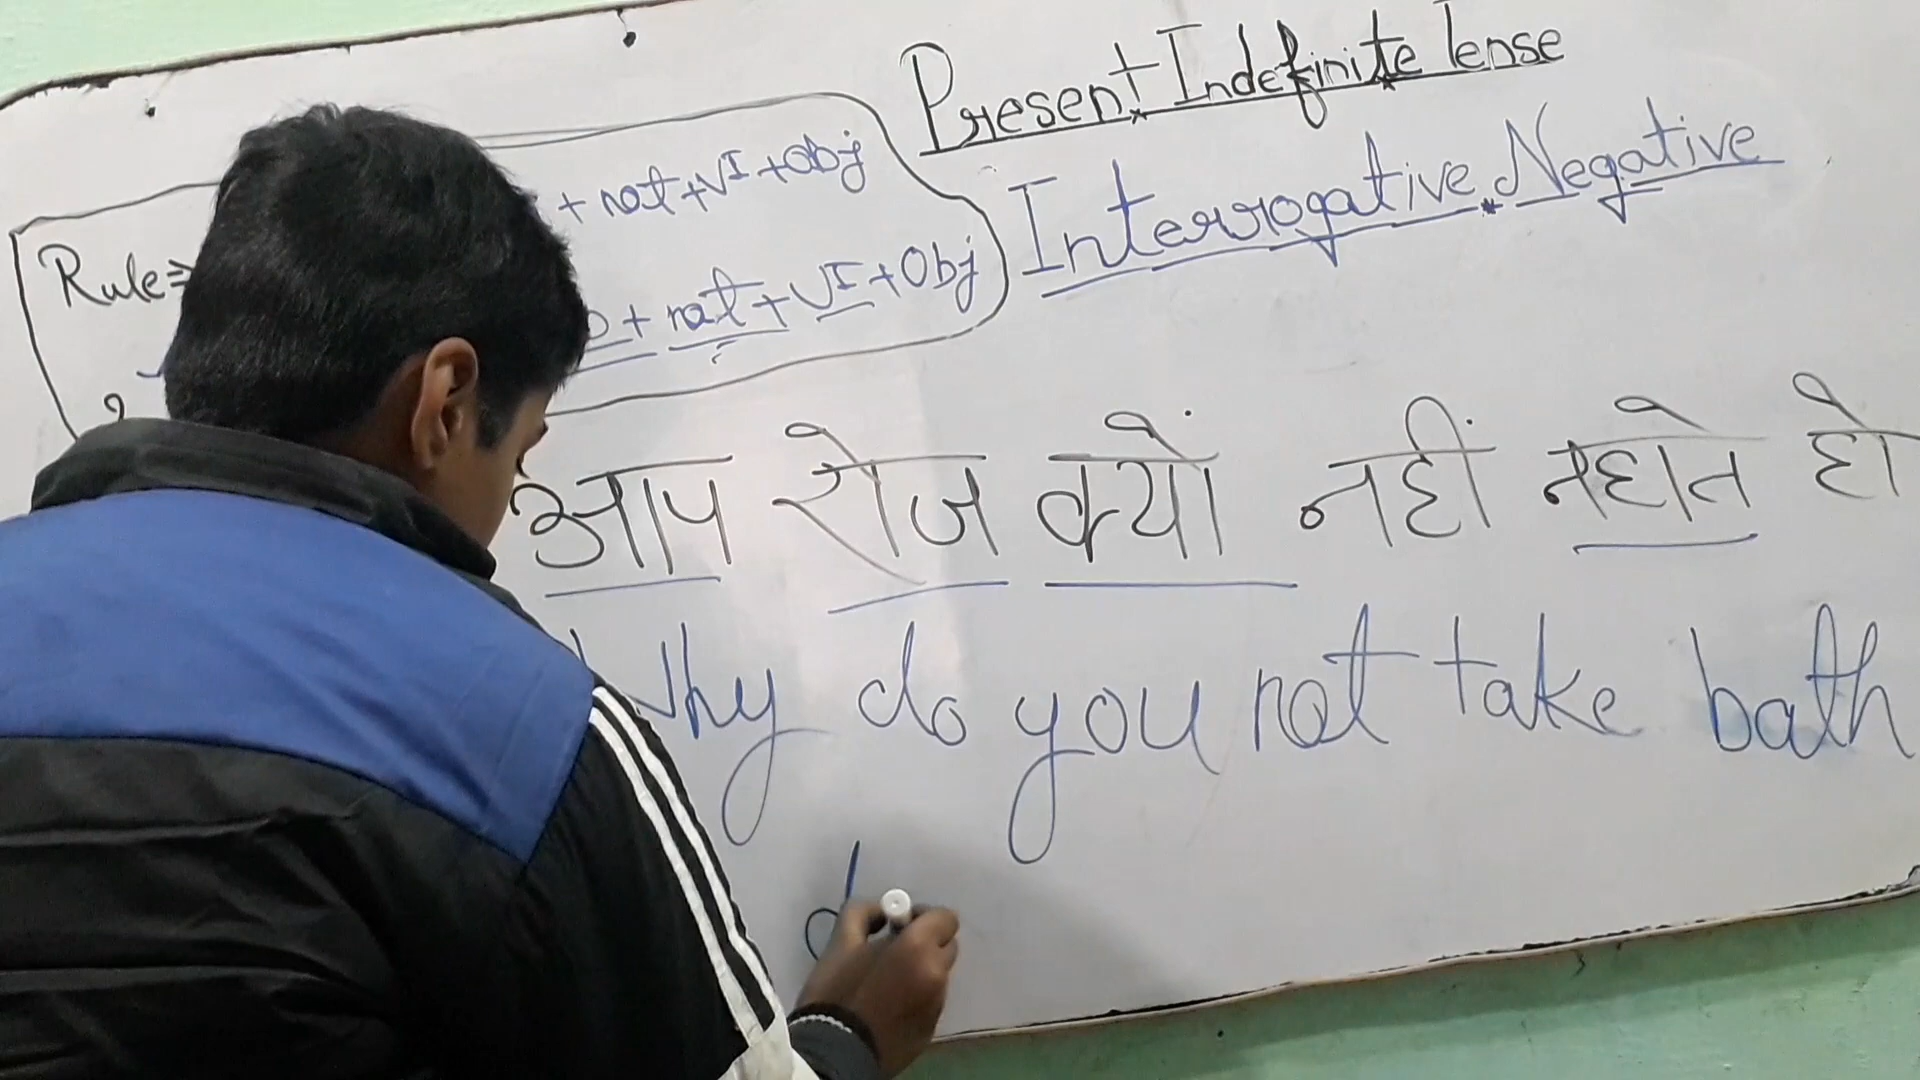 Present Indefinite Tense
Interrogative Negative
+ not + VI + Obj
Rule ⇒
+ not + VI + Obj
आप रोज क्यों नहीं नहाते हो
Why do you not take bath
d